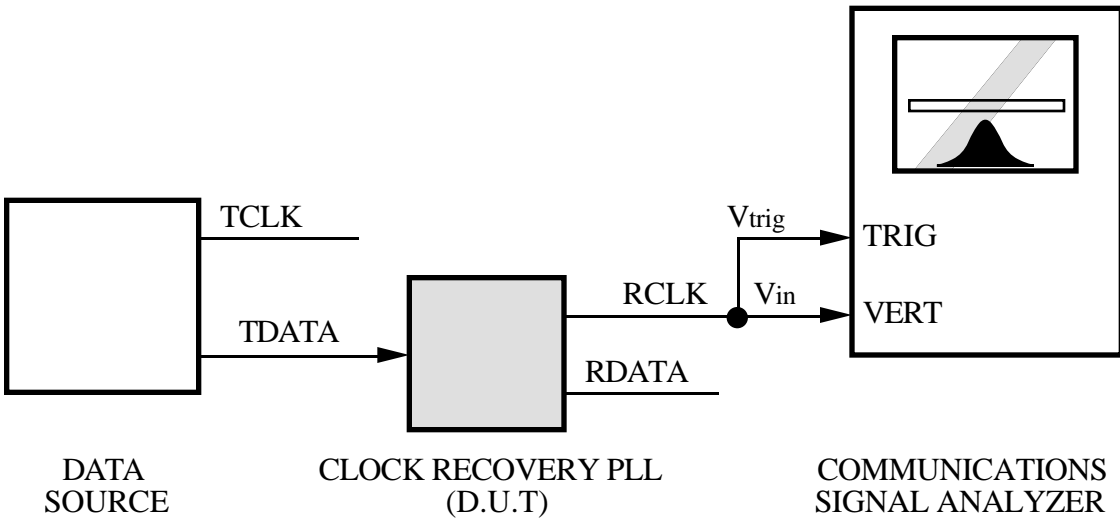 TCLK
Vtrig
TRIG
RCLK
Vin
VERT
TDATA
RDATA
DATA
SOURCE
CLOCK RECOVERY PLL
(D.U.T)
COMMUNICATIONS
SIGNAL ANALYZER